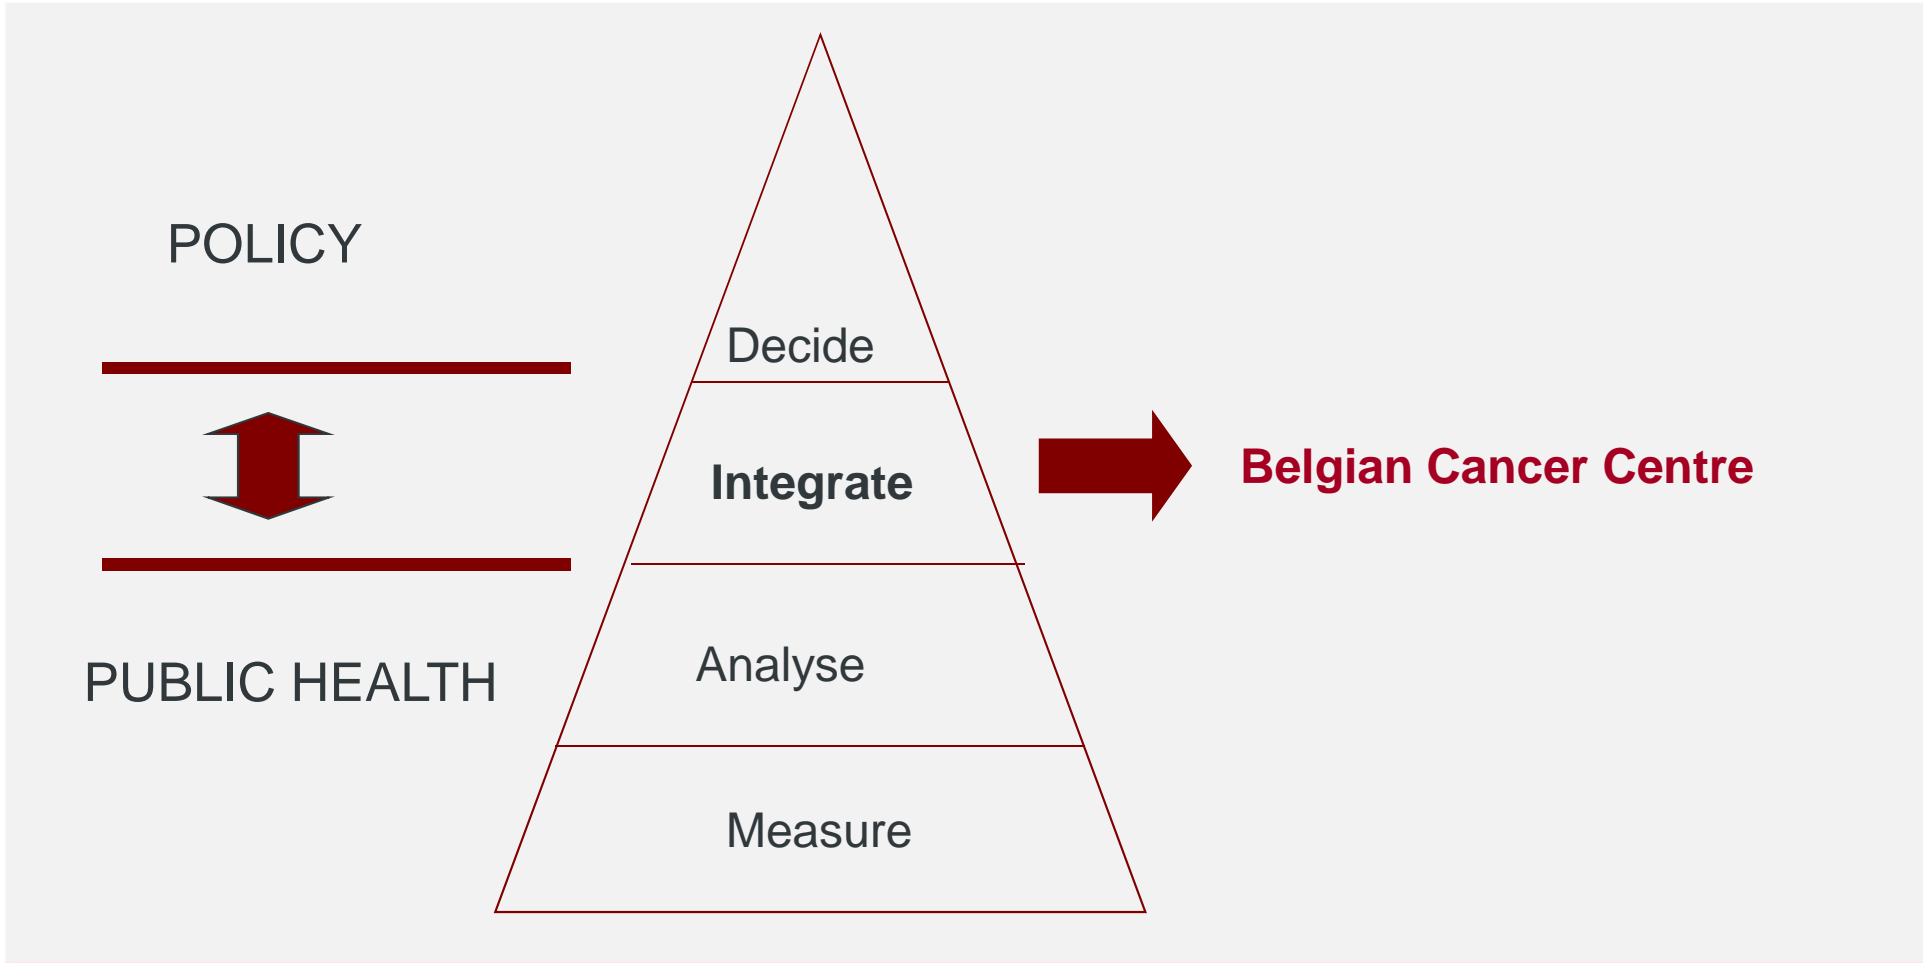 POLICY
Decide
Integrate
Belgian Cancer Centre
Analyse
PUBLIC HEALTH
Measure